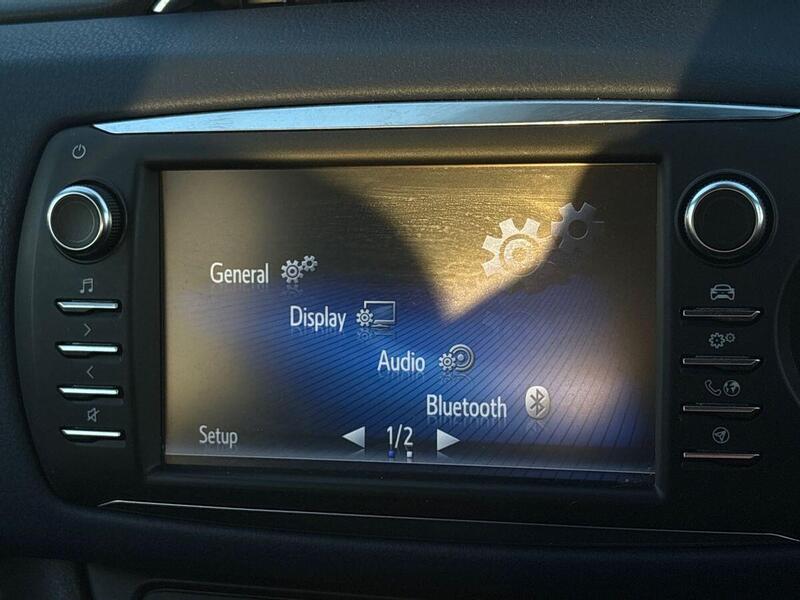 General
Display
Audio
Bluetooth
Setup
1/2